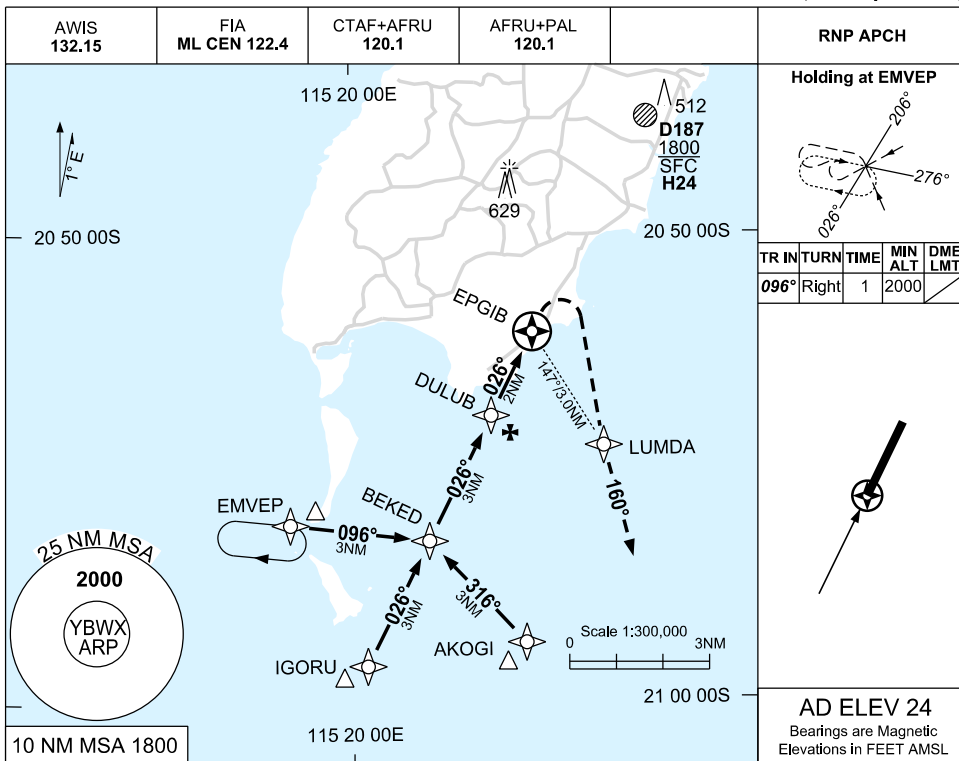 AWIS
132.15
FIA
ML CEN 122.4
CTAF+AFRU
120.1
AFRU+PAL
120.1
RNP APCH
115 20 00E
1° E
512
D187
1800
SFC
H24
629
20 50 00S
20 50 00S
EPGIB
026°
2NM
147°/3.0NM
DULUB
LUMDA
160°
026°
3NM
BEKED
EMVEP
096°
3NM
026°
3NM
316°
3NM
IGORU
AKOGI
Scale 1:300,000
0
3NM
25 NM MSA
2000
YBWX
ARP
21 00 00S
115 20 00E
10 NM MSA 1800
Holding at EMVEP
206°
276°
026°
TR IN TURN TIME MIN ALT DME LMT
096° Right 1 2000
AD ELEV 24
Bearings are Magnetic
Elevations in FEET AMSL